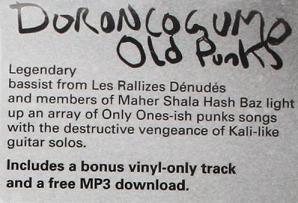 DORONCOGUMO
OLD PUNKS
Legendary
bassist from Les Rallizes Dénudés
and members of Maher Shala Hash Baz light
up an array of Only Ones-ish punks songs
with the destructive vengeance of Kali-like
guitar solos.
Includes a bonus vinyl-only track
and a free MP3 download.